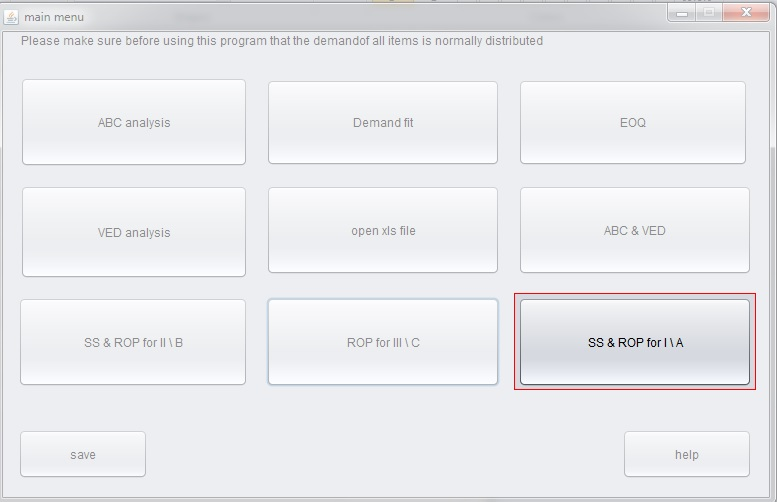 main menu
Please make sure before using this program that the demandof all items is normally distributed
ABC analysis
Demand fit
EOQ
VED analysis
open xls file
ABC & VED
SS & ROP for II \ B
ROP for III \ C
SS & ROP for I \ A
save
help